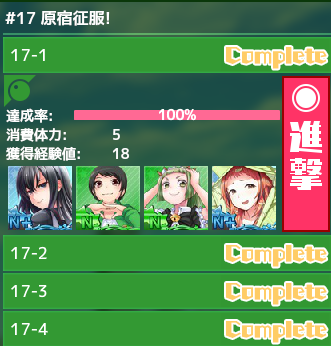 #17 原宿征服!
17-1 Complete
達成率: 100%
消費体力: 5
獲得経験値: 18
進撃
N+ N N N+
17-2 Complete
17-3 Complete
17-4 Complete